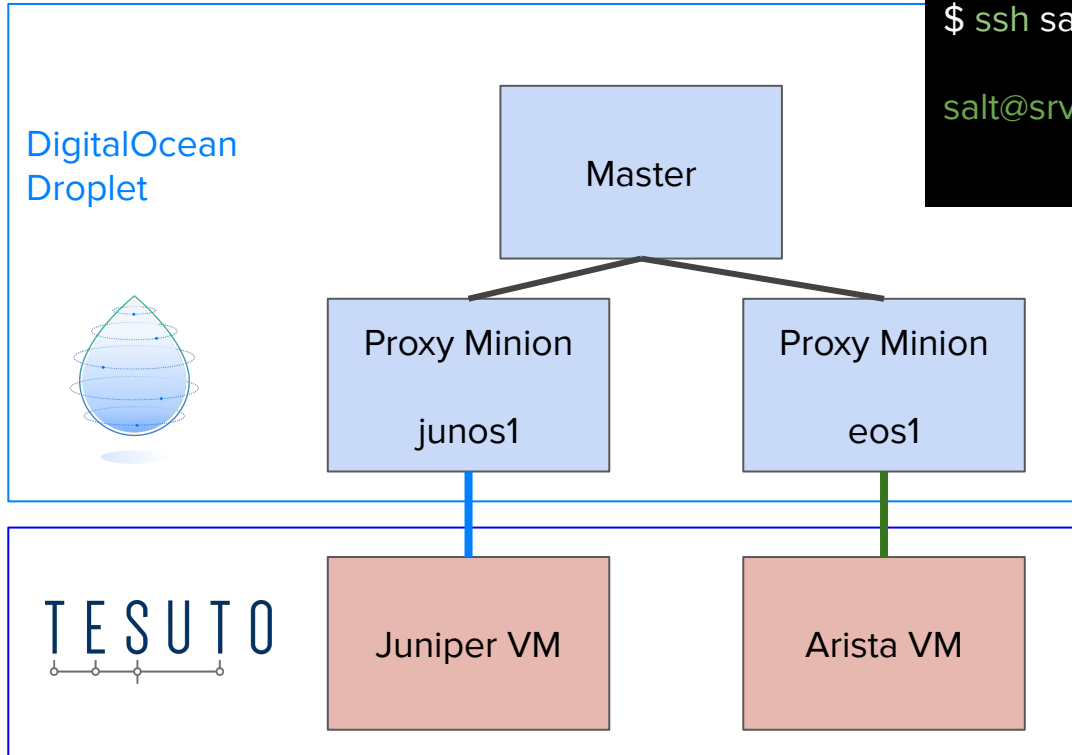 $ ssh sa
salt@srv
DigitalOcean
Droplet
Master
Proxy Minion
junos1
Proxy Minion
eos1
TESUTO
Juniper VM
Arista VM